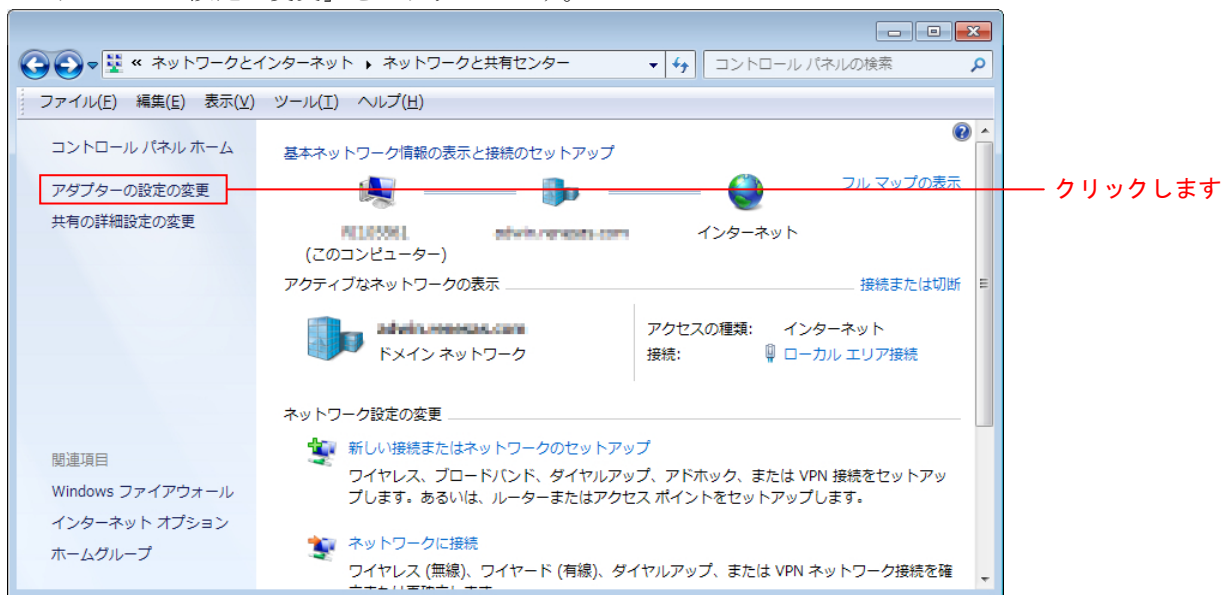 « ネットワークとインターネット ▸ ネットワークと共有センター
コントロール パネルの検索
ファイル(F) 編集(E) 表示(V) ツール(T) ヘルプ(H)
コントロール パネル ホーム
アダプターの設定の変更
共有の詳細設定の変更
基本ネットワーク情報の表示と接続のセットアップ
フル マップの表示
クリックします
インターネット
(このコンピューター)
アクティブなネットワークの表示
接続または切断
ドメイン ネットワーク
アクセスの種類: インターネット
接続: ローカル エリア接続
ネットワーク設定の変更
新しい接続またはネットワークのセットアップ
ワイヤレス、ブロードバンド、ダイヤルアップ、アドホック、または VPN 接続をセットアッ
プします。あるいは、ルーターまたはアクセス ポイントをセットアップします。
ネットワークに接続
ワイヤレス (無線)、ワイヤード (有線)、ダイヤルアップ、または VPN ネットワーク接続を確
関連項目
Windows ファイアウォール
インターネット オプション
ホームグループ